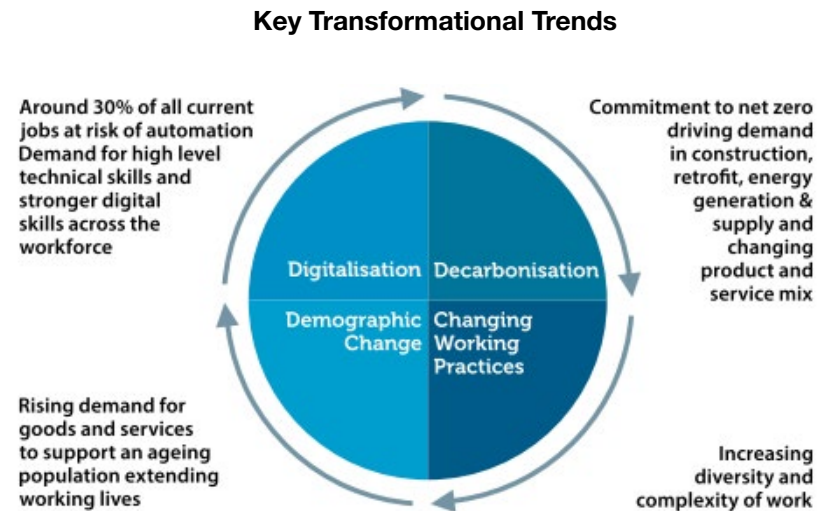 Key Transformational Trends
Around 30% of all current
jobs at risk of automation
Demand for high level
technical skills and
stronger digital
skills across the
workforce
Commitment to net zero
driving demand
in construction,
retrofit, energy
generation &
supply and
changing
product and
service mix
Digitalisation
Decarbonisation
Demographic
Change
Changing
Working
Practices
Rising demand for
goods and services
to support an ageing
population extending
working lives
Increasing
diversity and
complexity of work